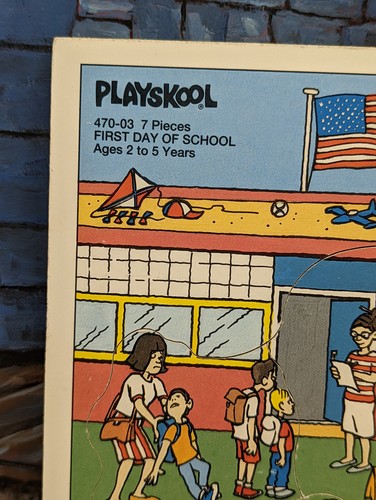 PLAYSKOOL®
470-03 7 Pieces
FIRST DAY OF SCHOOL
Ages 2 to 5 Years